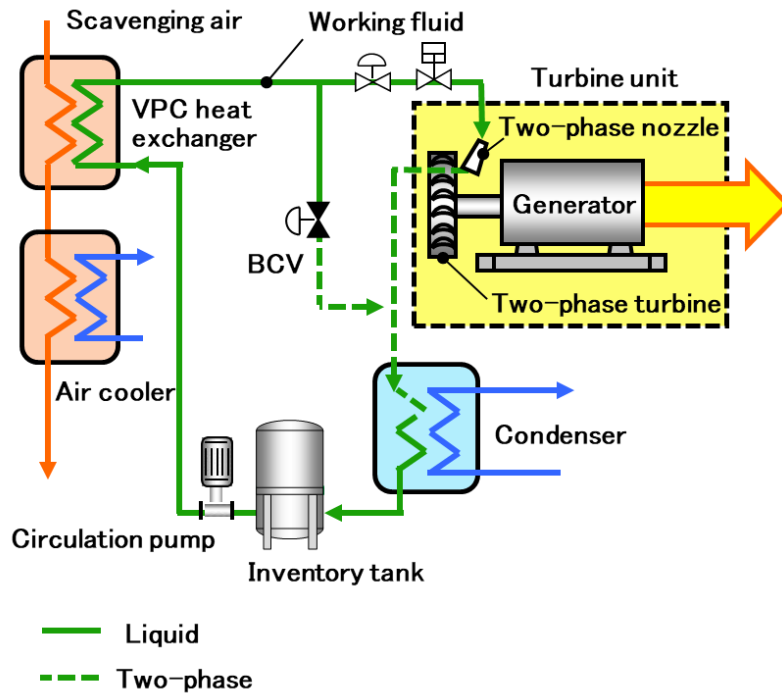 Scavenging air
Working fluid
VPC heat
exchanger
Turbine unit
Two-phase nozzle
Generator
BCV
Two-phase turbine
Air cooler
Condenser
Circulation pump
Inventory tank
Liquid
Two-phase